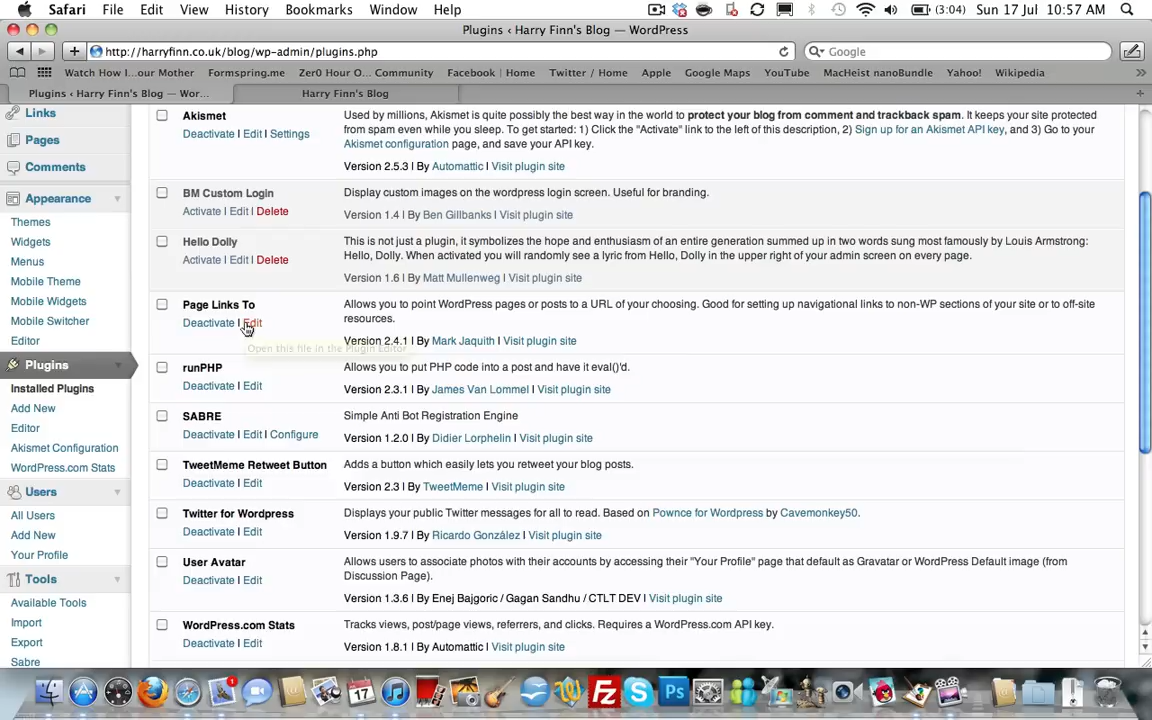 Safari File Edit View History Bookmarks Window Help (3:04) Sun 17 Jul 10:57 AM
Plugins ‹ Harry Finn's Blog — WordPress
http://harryfinn.co.uk/blog/wp-admin/plugins.php Google
Watch How I...our Mother Formspring.me Zer0 Hour O... Community Facebook | Home Twitter / Home Apple Google Maps YouTube MacHeist nanoBundle Yahoo! Wikipedia
Plugins ‹ Harry Finn's Blog — Wor... Harry Finn's Blog
Links
Pages
Comments
Appearance
Themes
Widgets
Menus
Mobile Theme
Mobile Widgets
Mobile Switcher
Editor
Plugins
Installed Plugins
Add New
Editor
Akismet Configuration
WordPress.com Stats
Users
All Users
Add New
Your Profile
Tools
Available Tools
Import
Export
Sabre
Akismet
Deactivate | Edit | Settings
Used by millions, Akismet is quite possibly the best way in the world to protect your blog from comment and trackback spam. It keeps your site protected
from spam even while you sleep. To get started: 1) Click the "Activate" link to the left of this description, 2) Sign up for an Akismet API key, and 3) Go to your
Akismet configuration page, and save your API key.
Version 2.5.3 | By Automattic | Visit plugin site
BM Custom Login
Activate | Edit | Delete
Display custom images on the wordpress login screen. Useful for branding.
Version 1.4 | By Ben Gillbanks | Visit plugin site
Hello Dolly
Activate | Edit | Delete
This is not just a plugin, it symbolizes the hope and enthusiasm of an entire generation summed up in two words sung most famously by Louis Armstrong:
Hello, Dolly. When activated you will randomly see a lyric from Hello, Dolly in the upper right of your admin screen on every page.
Version 1.6 | By Matt Mullenweg | Visit plugin site
Page Links To
Deactivate | Edit
Open this file in the Plugin Editor
Allows you to point WordPress pages or posts to a URL of your choosing. Good for setting up navigational links to non-WP sections of your site or to off-site
resources.
Version 2.4.1 | By Mark Jaquith | Visit plugin site
runPHP
Deactivate | Edit
Allows you to put PHP code into a post and have it eval()'d.
Version 2.3.1 | By James Van Lommel | Visit plugin site
SABRE
Deactivate | Edit | Configure
Simple Anti Bot Registration Engine
Version 1.2.0 | By Didier Lorphelin | Visit plugin site
TweetMeme Retweet Button
Deactivate | Edit
Adds a button which easily lets you retweet your blog posts.
Version 2.3 | By TweetMeme | Visit plugin site
Twitter for Wordpress
Deactivate | Edit
Displays your public Twitter messages for all to read. Based on Pownce for Wordpress by Cavemonkey50.
Version 1.9.7 | By Ricardo González | Visit plugin site
User Avatar
Deactivate | Edit
Allows users to associate photos with their accounts by accessing their "Your Profile" page that default as Gravatar or WordPress Default image (from
Discussion Page).
Version 1.3.6 | By Enej Bajgoric / Gagan Sandhu / CTLT DEV | Visit plugin site
WordPress.com Stats
Deactivate | Edit
Tracks views, post/page views, referrers, and clicks. Requires a WordPress.com API key.
Version 1.8.1 | By Automattic | Visit plugin site
1 17 Fz S Ps